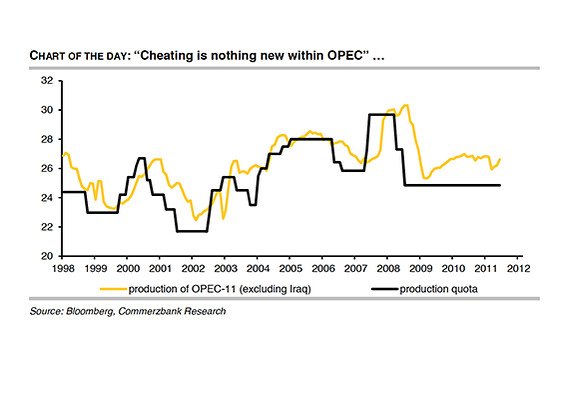 CHART OF THE DAY: “Cheating is nothing new within OPEC” …
32
30
28
26
24
22
20
1998 1999 2000 2001 2002 2003 2004 2005 2006 2007 2008 2009 2010 2011 2012
production of OPEC-11 (excluding Iraq) production quota
Source: Bloomberg, Commerzbank Research